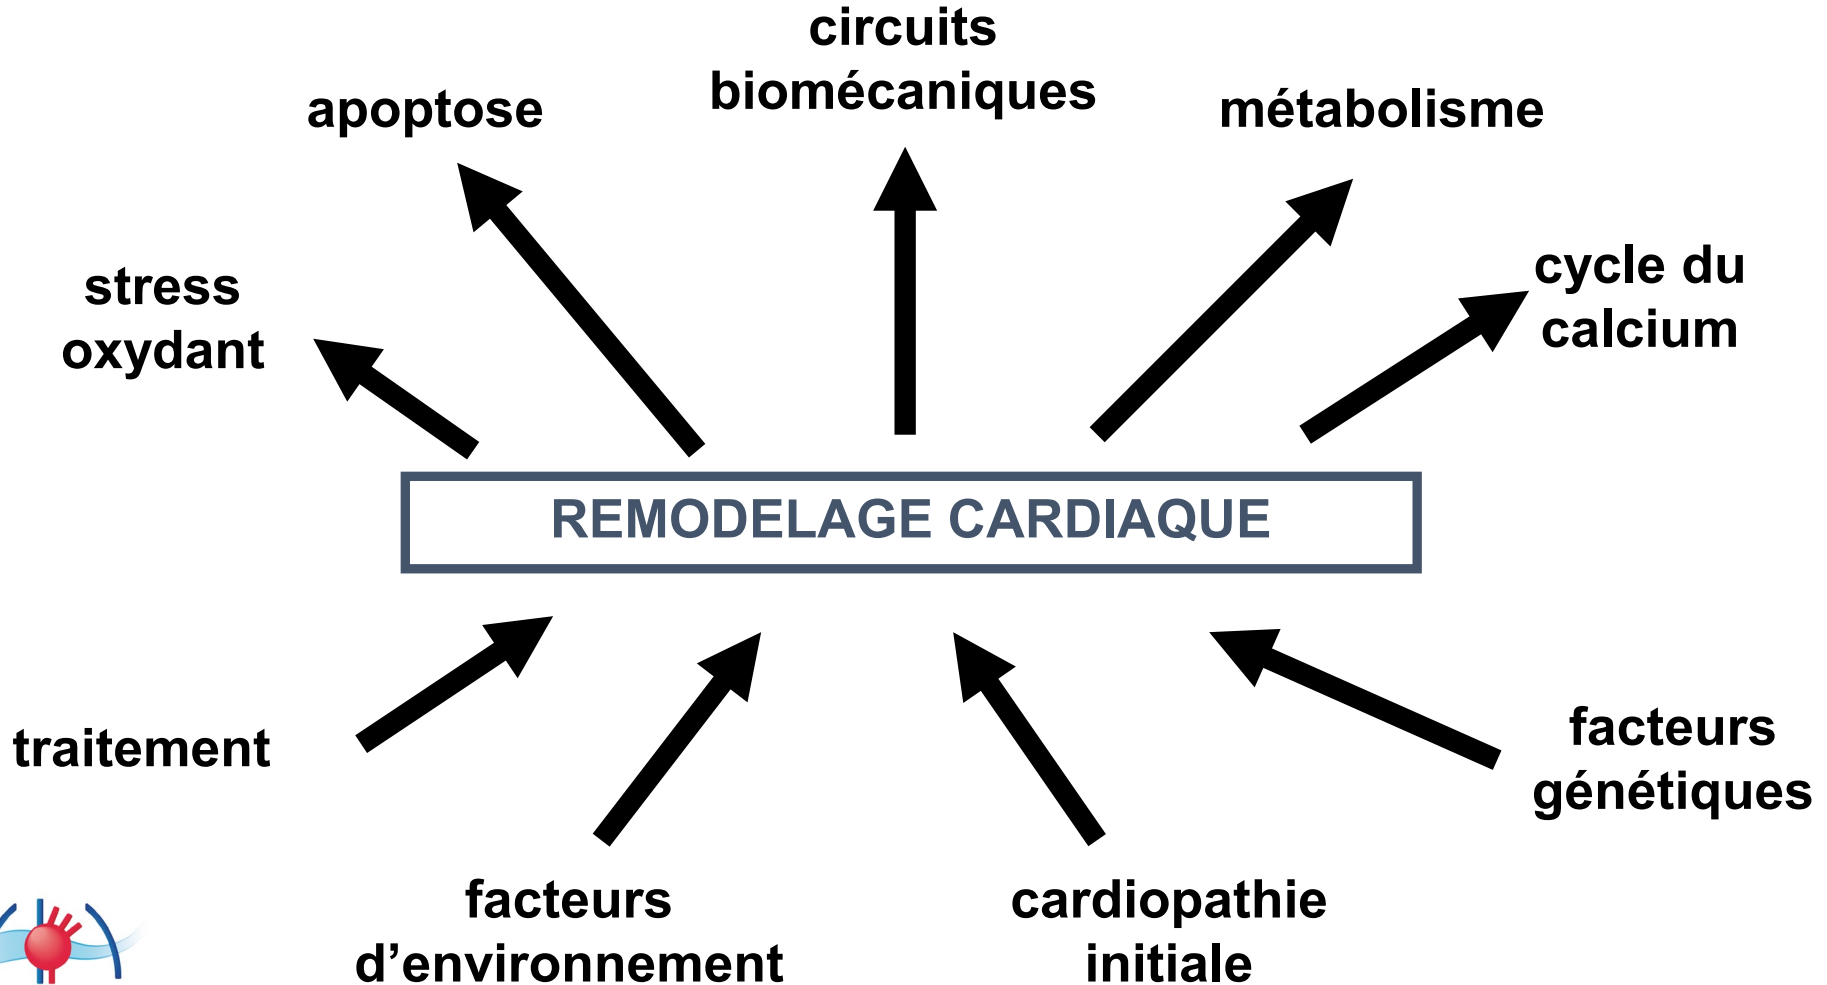 circuits
biomécaniques
apoptose
métabolisme
stress
oxydant
cycle du
calcium
REMODELAGE CARDIAQUE
traitement
facteurs
génétiques
facteurs
d’environnement
cardiopathie
initiale